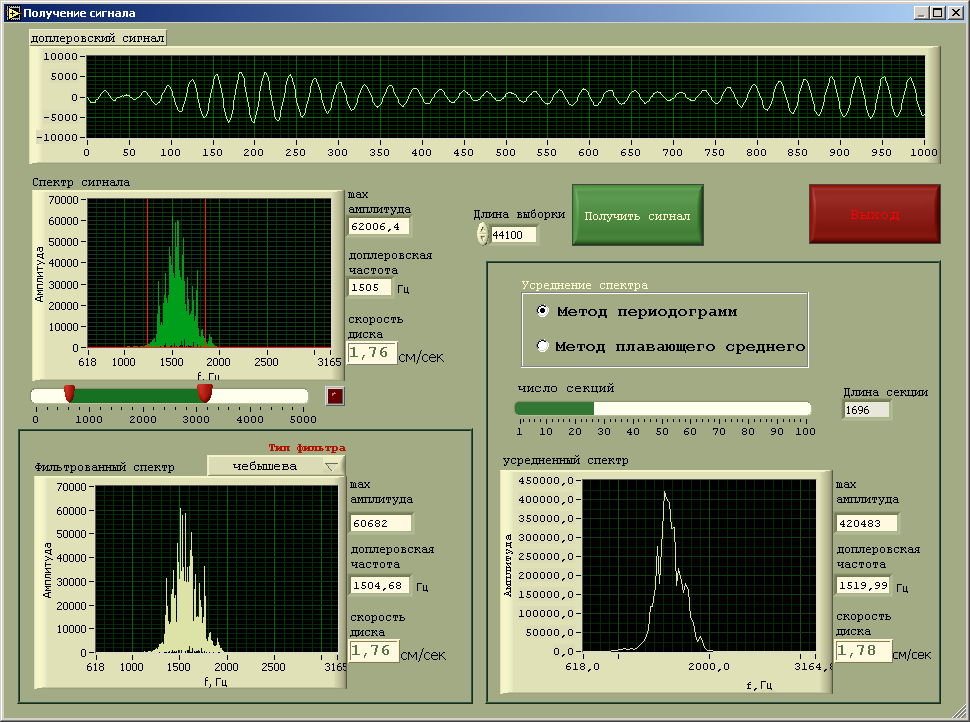 Получение сигнала
доплеровский сигнал
10000
5000
0
-5000
-10000
0 50 100 150 200 250 300 350 400 450 500 550 600 650 700 750 800 850 900 950 1000
Спектр сигнала
70000
60000
50000
40000
30000
20000
10000
0
Амплитуда
618 1000 1500 2000 2500 3165
f, Гц
max
амплитуда
62006,4
доплеровская
частота
1505 Гц
скорость
диска
1,76 см/сек
0 1000 2000 3000 4000 5000
Длина выборки
44100
Получить сигнал
Выход
Усреднение спектра
Метод периодограмм
Метод плавающего среднего
число секций
1 10 20 30 40 50 60 70 80 90 100
Длина секции
1696
Тип фильтра
Фильтрованный спектр
чебышева
70000
60000
50000
40000
30000
20000
10000
0
Амплитуда
618 1000 1500 2000 2500 3165
f, Гц
max
амплитуда
60682
доплеровская
частота
1504,68 Гц
скорость
диска
1,76 см/сек
усредненный спектр
450000,0
400000,0
350000,0
300000,0
250000,0
200000,0
150000,0
100000,0
50000,0
0,0
Амплитуда
618,0 2000,0 3164,8
f, Гц
max
амплитуда
420483
доплеровская
частота
1519,99 Гц
скорость
диска
1,78 см/сек